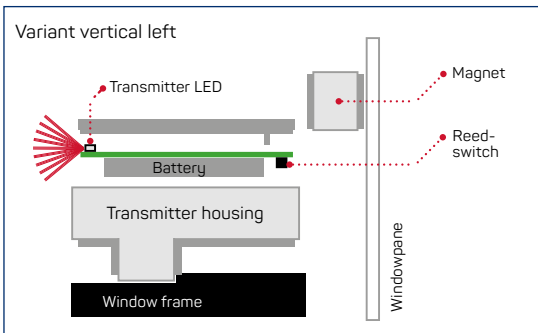 Variant vertical left
Transmitter LED
Magnet
Reed-
switch
Battery
Transmitter housing
Windowpane
Window frame